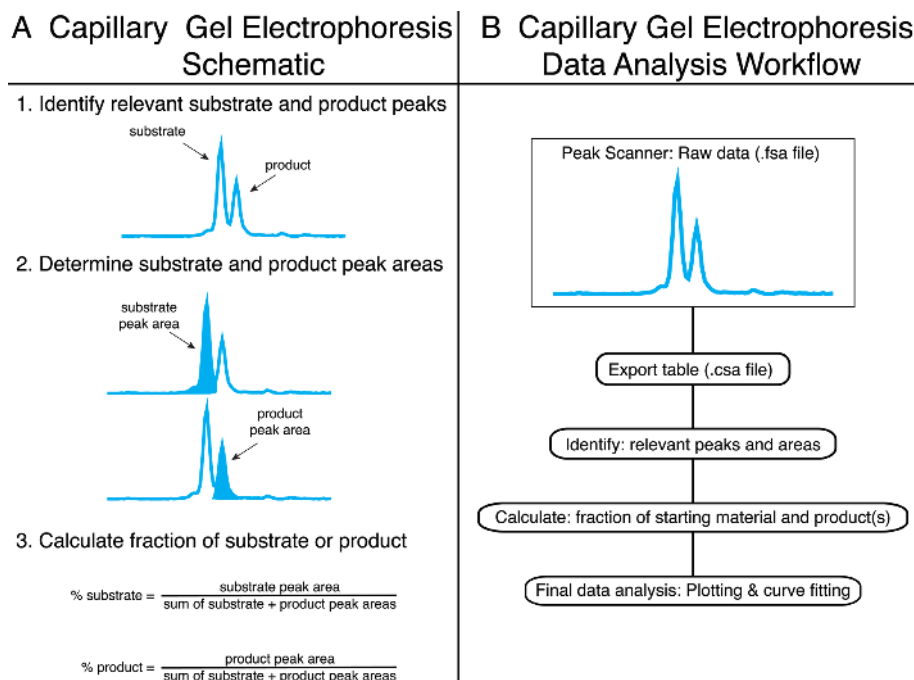 A Capillary Gel Electrophoresis
Schematic
1. Identify relevant substrate and product peaks
substrate
product
2. Determine substrate and product peak areas
substrate
peak area
product
peak area
3. Calculate fraction of substrate or product
% substrate = substrate peak area
sum of substrate + product peak areas
% product = product peak area
sum of substrate + product peak areas
B Capillary Gel Electrophoresis
Data Analysis Workflow
Peak Scanner: Raw data (.fsa file)
Export table (.csa file)
Identify: relevant peaks and areas
Calculate: fraction of starting material and product(s)
Final data analysis: Plotting & curve fitting